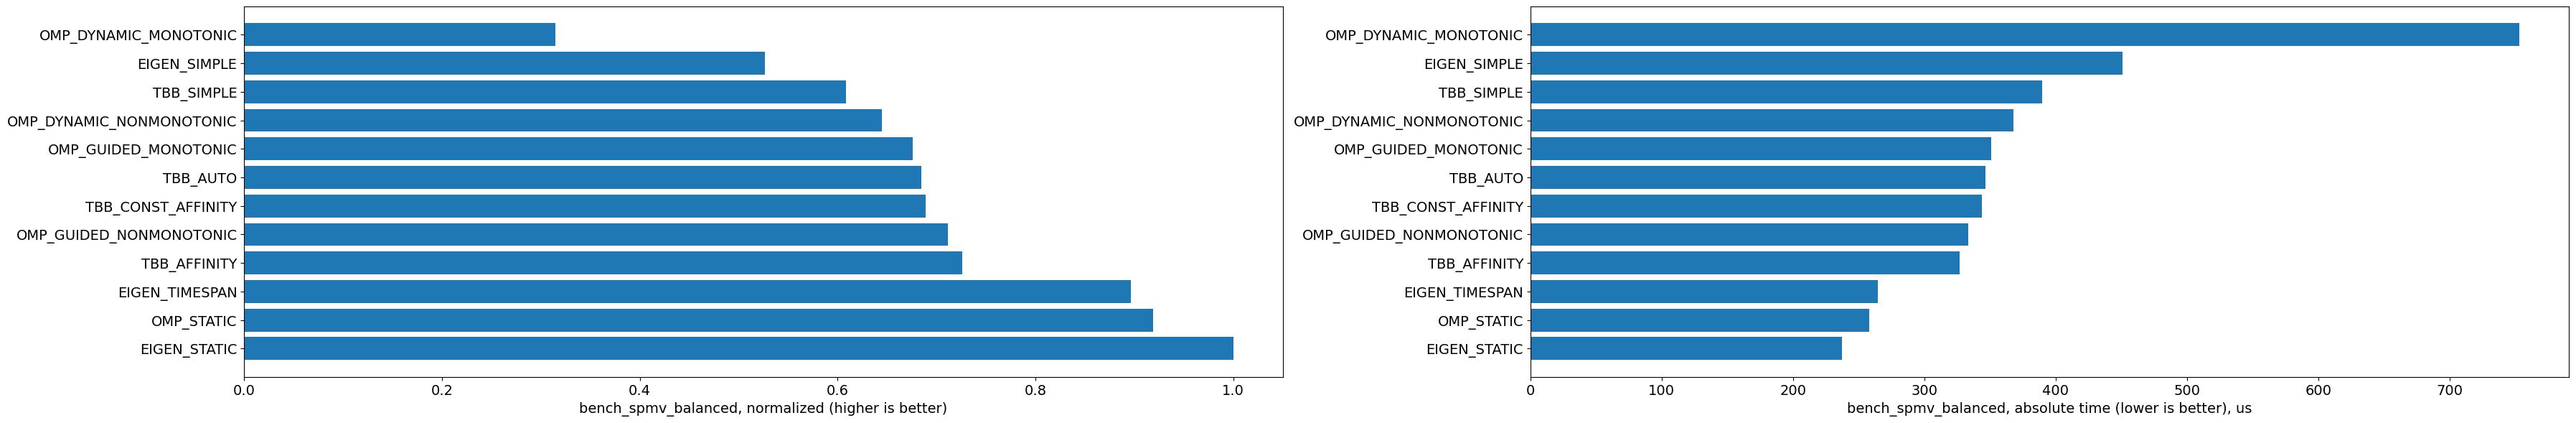 OMP_DYNAMIC_MONOTONIC
EIGEN_SIMPLE
TBB_SIMPLE
OMP_DYNAMIC_NONMONOTONIC
OMP_GUIDED_MONOTONIC
TBB_AUTO
TBB_CONST_AFFINITY
OMP_GUIDED_NONMONOTONIC
TBB_AFFINITY
EIGEN_TIMESPAN
OMP_STATIC
EIGEN_STATIC
0.0 0.2 0.4 0.6 0.8 1.0
bench_spmv_balanced, normalized (higher is better)
OMP_DYNAMIC_MONOTONIC
EIGEN_SIMPLE
TBB_SIMPLE
OMP_DYNAMIC_NONMONOTONIC
OMP_GUIDED_MONOTONIC
TBB_AUTO
TBB_CONST_AFFINITY
OMP_GUIDED_NONMONOTONIC
TBB_AFFINITY
EIGEN_TIMESPAN
OMP_STATIC
EIGEN_STATIC
0 100 200 300 400 500 600 700
bench_spmv_balanced, absolute time (lower is better), us